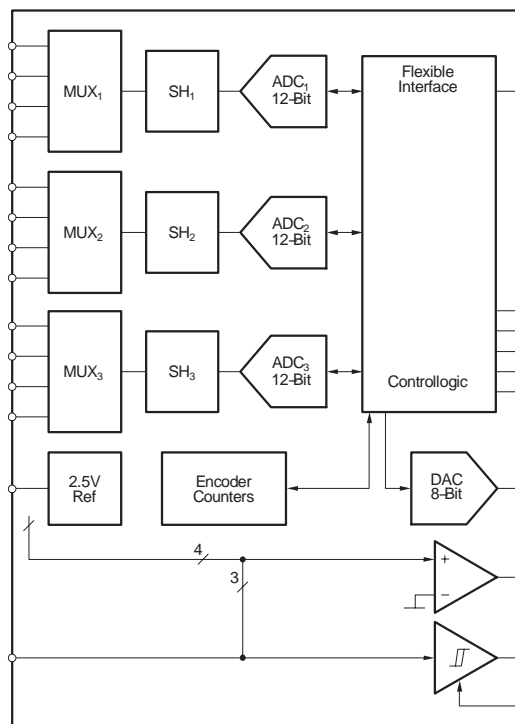 MUX1
SH1
ADC1
12-Bit
Flexible
Interface
MUX2
SH2
ADC2
12-Bit
MUX3
SH3
ADC3
12-Bit
Controllogic
2.5V
Ref
Encoder
Counters
DAC
8-Bit
4
+
3
−